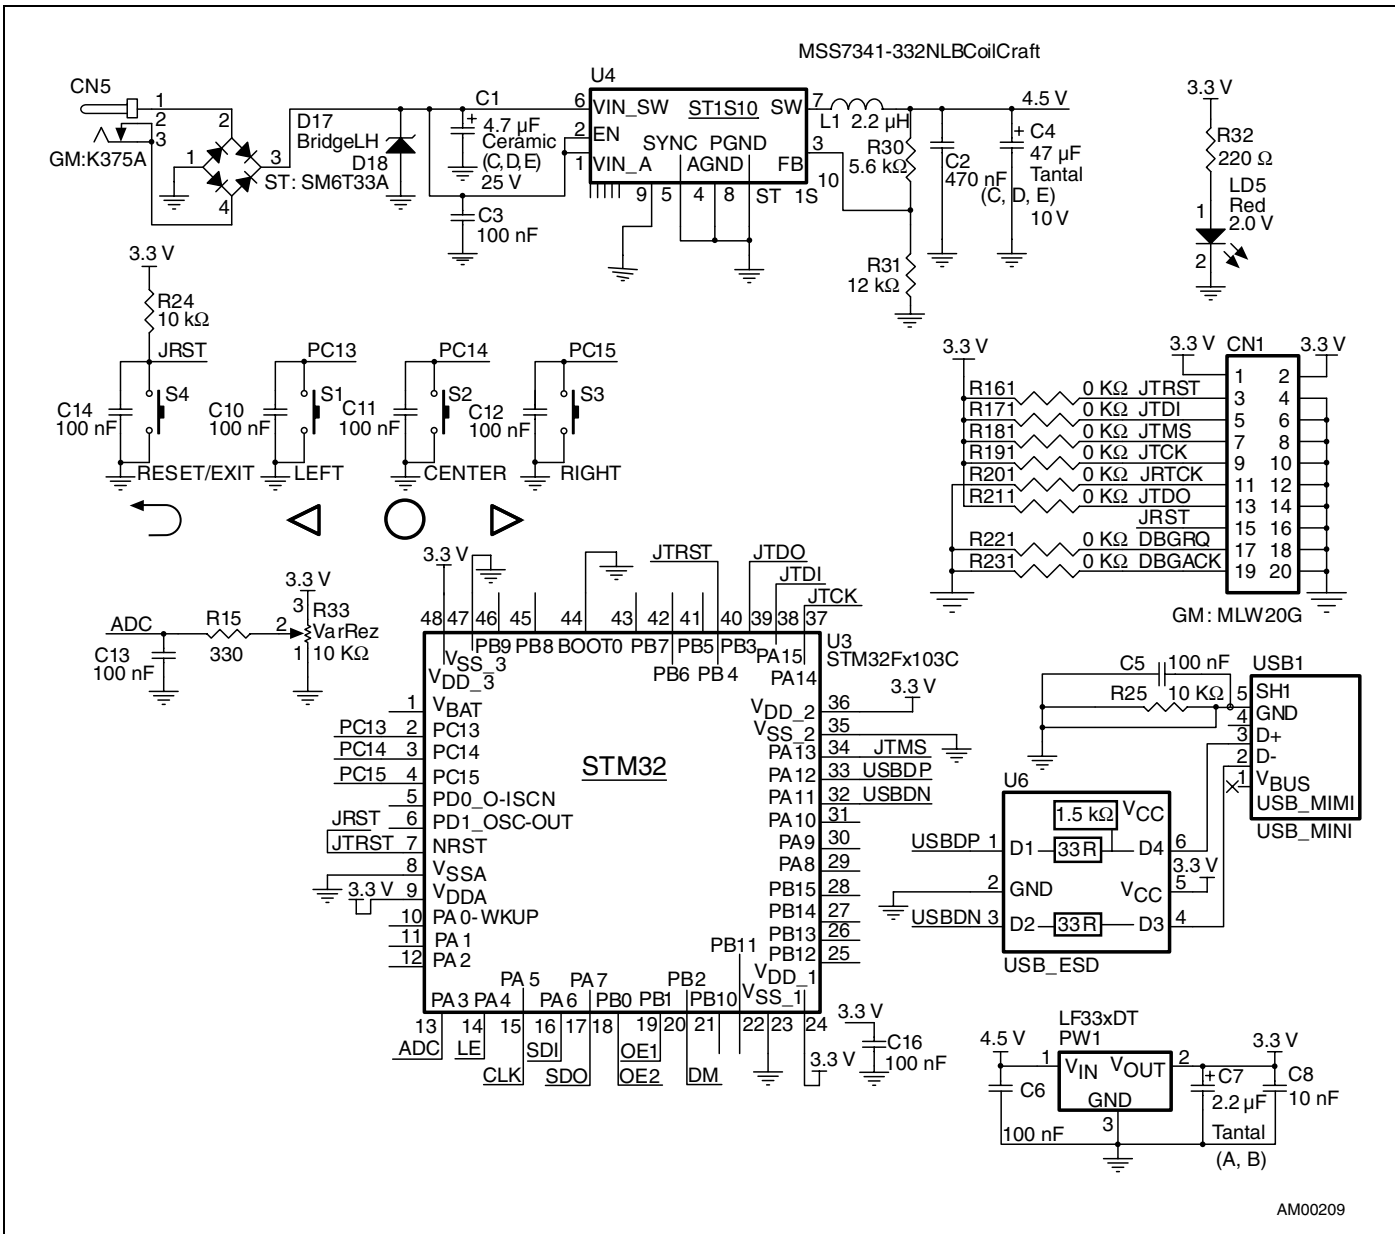 MSS7341-332NLBCoilCraft
CN5
1
2
3
GM:K375A
2
1
3
4
D17
BridgeLH
D18
ST: SM6T33A
C1
+
4.7 µF
Ceramic
(C, D, E)
25 V
C3
100 nF
U4
6 VIN_SW
2 EN
1 VIN_A
ST1S10
SW 7
SYNC PGND
AGND
FB 3
10
9 5 4 8 ST 1S
L1 2.2 µH
R30
5.6 kΩ
R31
12 kΩ
C2
470 nF
(C, D, E)
4.5 V
+ C4
47 µF
Tantal
10 V
3.3 V
R32
220 Ω
LD5
Red
2.0 V
1
2
3.3 V
R24
10 kΩ
JRST
S4
C14
100 nF
RESET/EXIT
PC13
S1
C10
100 nF
LEFT
PC14
S2
C11
100 nF
CENTER
PC15
S3
C12
100 nF
RIGHT
3.3 V
3.3 V
CN1
3.3 V
1 2
R161 0 KΩ JTRST 3 4
R171 0 KΩ JTDI 5 6
R181 0 KΩ JTMS 7 8
R191 0 KΩ JTCK 9 10
R201 0 KΩ JRTCK 11 12
R211 0 KΩ JTDO 13 14
JRST 15 16
R221 0 KΩ DBGRQ 17 18
R231 0 KΩ DBGACK 19 20
GM: MLW20G
ADC
C13
100 nF
R15
330
3.3 V
3
2
1
R33
VarRez
10 KΩ
3.3 V
JTRST
JTDO
JTDI
JTCK
48 47 46 45 44 43 42 41 40 39 38 37
VDD_3
VSS_3
PB9
PB8
BOOT0
PB7
PB6
PB5
PB4
PB3
PA15
PA14
U3
STM32Fx103C
STM32
1 VBAT
PC13 2 PC13
PC14 3 PC14
PC15 4 PC15
5 PD0_O-ISCN
6 PD1_OSC-OUT
JRST
JTRST 7 NRST
8 VSSA
3.3 V 9 VDDA
10 PA0-WKUP
11 PA1
12 PA2
VDD_2 36 3.3 V
VSS_2 35
PA13 34 JTMS
PA12 33 USBDP
PA11 32 USBDN
PA10 31
PA9 30
PA8 29
PB15 28
PB14 27
PB13 26
PB12 25
PA3
PA4
PA5
PA6
PA7
PB0
PB1
PB2
PB10
PB11
VSS_1
VDD_1
13 14 15 16 17 18 19 20 21 22 23 24
ADC
LE
CLK
SDI
SDO
OE1
OE2
DM
3.3 V
3.3 V
C16
100 nF
C5
100 nF
R25
10 KΩ
USB1
5 SH1
4 GND
3 D+
2 D-
1 VBUS
USB_MIMI
USB_MINI
U6
1.5 kΩ VCC
USBDP 1 D1 33R D4 6
2 GND
VCC 5 3.3 V
USBDN 3 D2 33R D3 4
USB_ESD
LF33xDT
PW1
4.5 V
1 VIN VOUT 2
GND
3
3.3 V
C6
100 nF
+ C7
2.2 µF
Tantal
(A, B)
C8
10 nF
AM00209